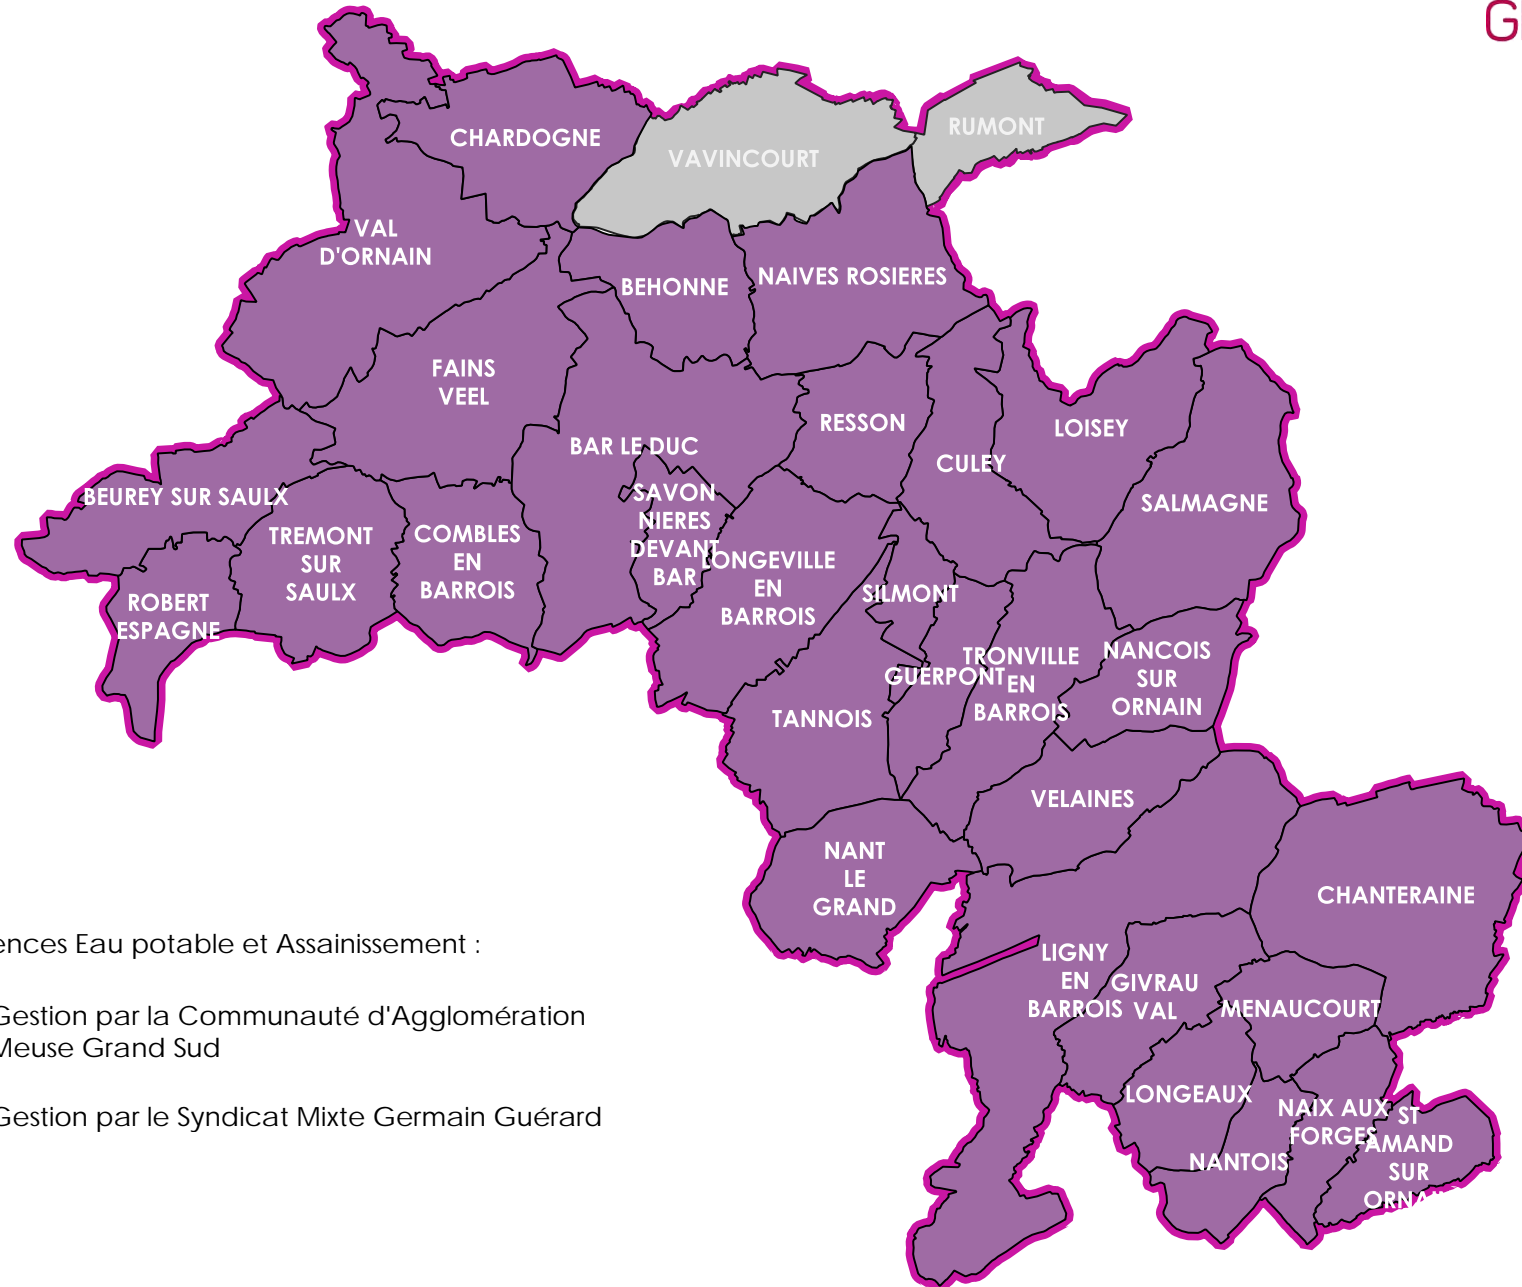 CHARDOGNE
VAVINCOURT
RUMONT
VAL
D'ORNAIN
BEHONNE
NAIVES ROSIERES
FAINS
VEEL
RESSON
LOISEY
BAR LE DUC
CULEY
SALMAGNE
BEUREY SUR SAULX
SAVON
NIERES
DEVANT
BAR
TREMONT
SUR
SAULX
COMBLES
EN
BARROIS
LONGEVILLE
EN
BARROIS
SILMONT
ROBERT
ESPAGNE
GUERPONT
TRONVILLE
EN
BARROIS
NANCOIS
SUR
ORNAIN
TANNOIS
VELAINES
NANT
LE
GRAND
CHANTERAINE
LIGNY
EN
BARROIS
GIVRAU
VAL
MENAUCOURT
LONGEAUX
NAIX AUX
FORGES
NANTOIS
ST
AMAND
SUR
Eau potable et Assainissement :
Gestion par la Communauté d'Agglomération
Meuse Grand Sud
Gestion par le Syndicat Mixte Germain Guérard